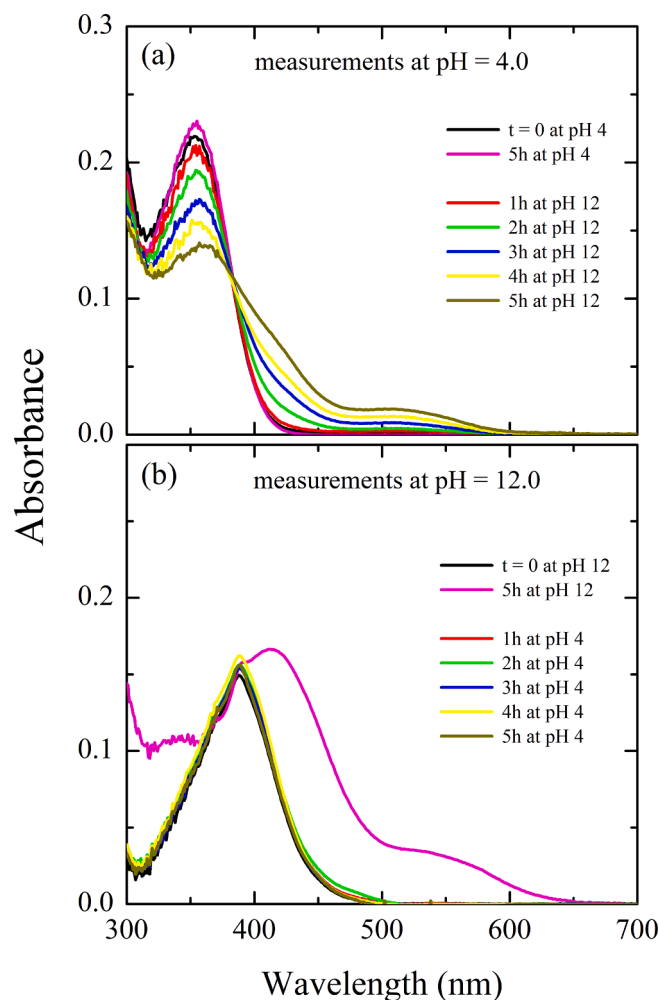 0.3
(a)
measurements at pH = 4.0
t = 0 at pH 4
5h at pH 4
0.2
1h at pH 12
2h at pH 12
3h at pH 12
4h at pH 12
5h at pH 12
0.1
0.0
Absorbance
(b)
measurements at pH = 12.0
t = 0 at pH 12
5h at pH 12
0.2
1h at pH 4
2h at pH 4
3h at pH 4
4h at pH 4
5h at pH 4
0.1
0.0
300 400 500 600 700
Wavelength (nm)